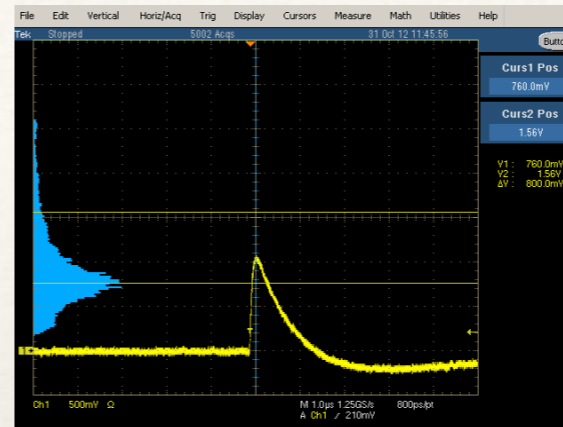 File Edit Vertical Horiz/Acq Trig Display Cursors Measure Math Utilities Help
Tek Stopped 5002 Acqs 31 Oct 12 11:45:56
Curs1 Pos
760.0mV
Curs2 Pos
1.56V
V1 : 760.0mV
V2 : 1.56V
ΔV : 800.0mV
Ch1 500mV Ω M 1.0µs 1.25GS/s 800ps/pt
A Ch1 ∕ 210mV